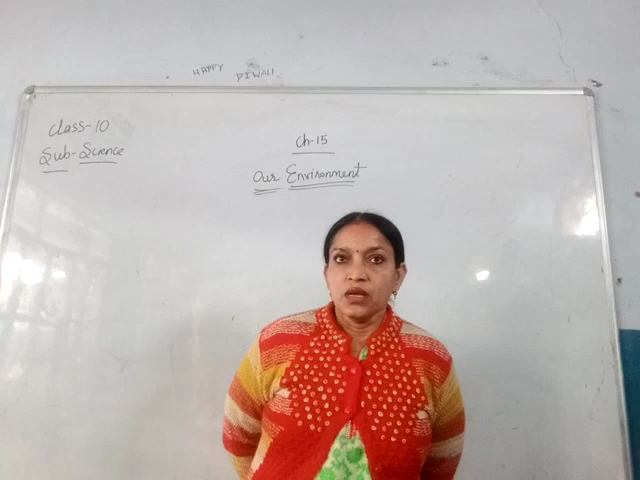 HAPPY DIWALI
Class-10
Sub-Science
Ch-15
Our Environment